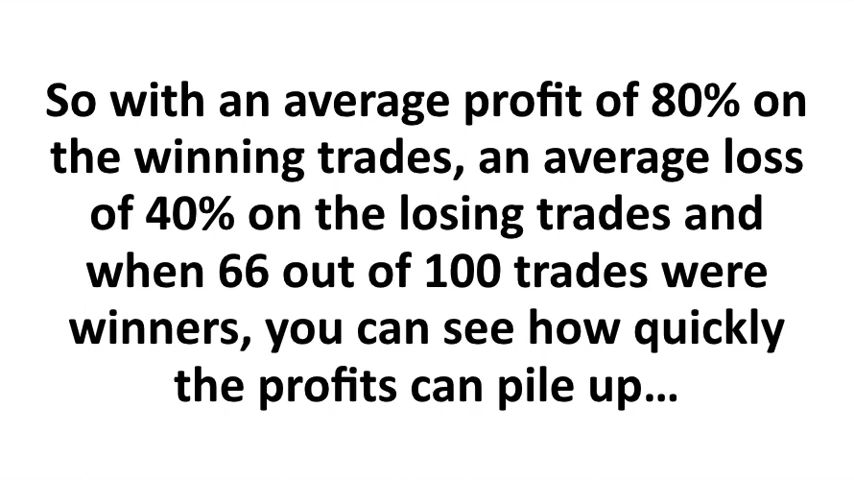 So with an average profit of 80% on
the winning trades, an average loss
of 40% on the losing trades and
when 66 out of 100 trades were
winners, you can see how quickly
the profits can pile up...